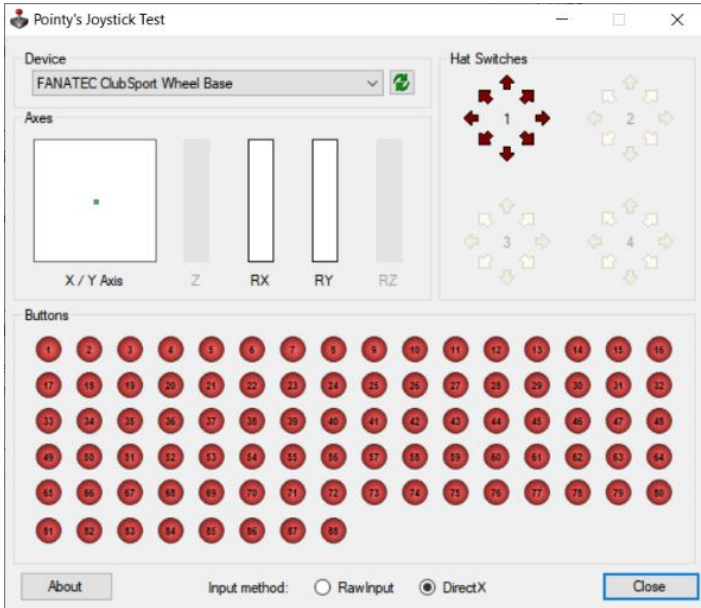 Pointy's Joystick Test
Device
FANATEC ClubSport Wheel Base
Axes
X / Y Axis Z RX RY RZ
Hat Switches
1 2
3 4
Buttons
1 2 3 4 5 6 7 8 9 10 11 12 13 14 15 16
17 18 19 20 21 22 23 24 25 26 27 28 29 30 31 32
33 34 35 36 37 38 39 40 41 42 43 44 45 46 47 48
49 50 51 52 53 54 55 56 57 58 59 60 61 62 63 64
65 66 67 68 69 70 71 72 73 74 75 76 77 78 79 80
81 82 83 84 85 86 87 88
About Input method: RawInput DirectX Close